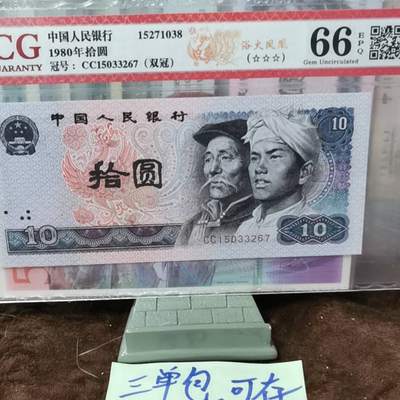 CG
GUARANTY
中国人民银行 15271038
1980年拾圆
冠号：CC15033267（双冠）
浴火凤凰
（☆☆☆）
66 EPQ
Gem Uncirculated
中国人民银行
10
拾圆
CC15033267
10
10
三单包，可存